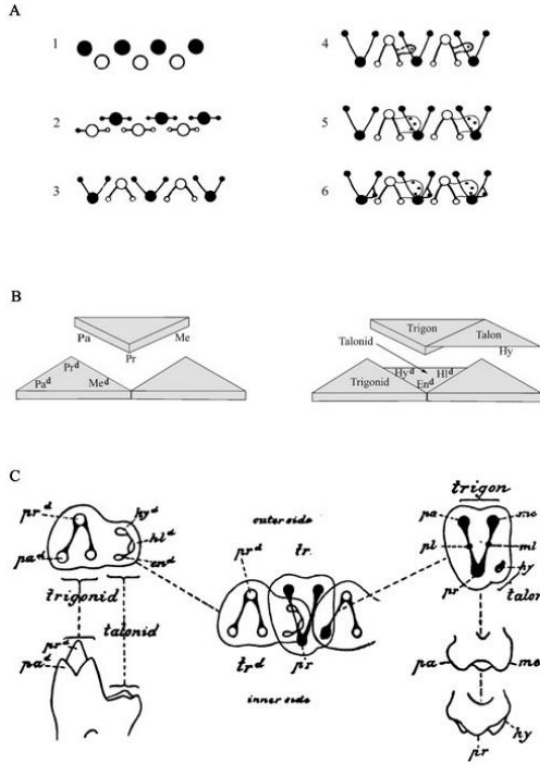 A
1
2
3
4
5
6
B
Pa
Me
Pr
Pr^d
Pa^d
Me^d
Trigon
Talon
Talonid
Hy
Hy^d
Hl^d
Trigonid
En^d
C
pr^d
hy^d
hl^d
pa^d
en^d
trigonid
talonid
pr^d
pa^d
outer side
pr^d
tr.
tr^d
pr
inner side
trigon
pa
me
pl
ml
hy
pr
talon
pa
me
hy
pr